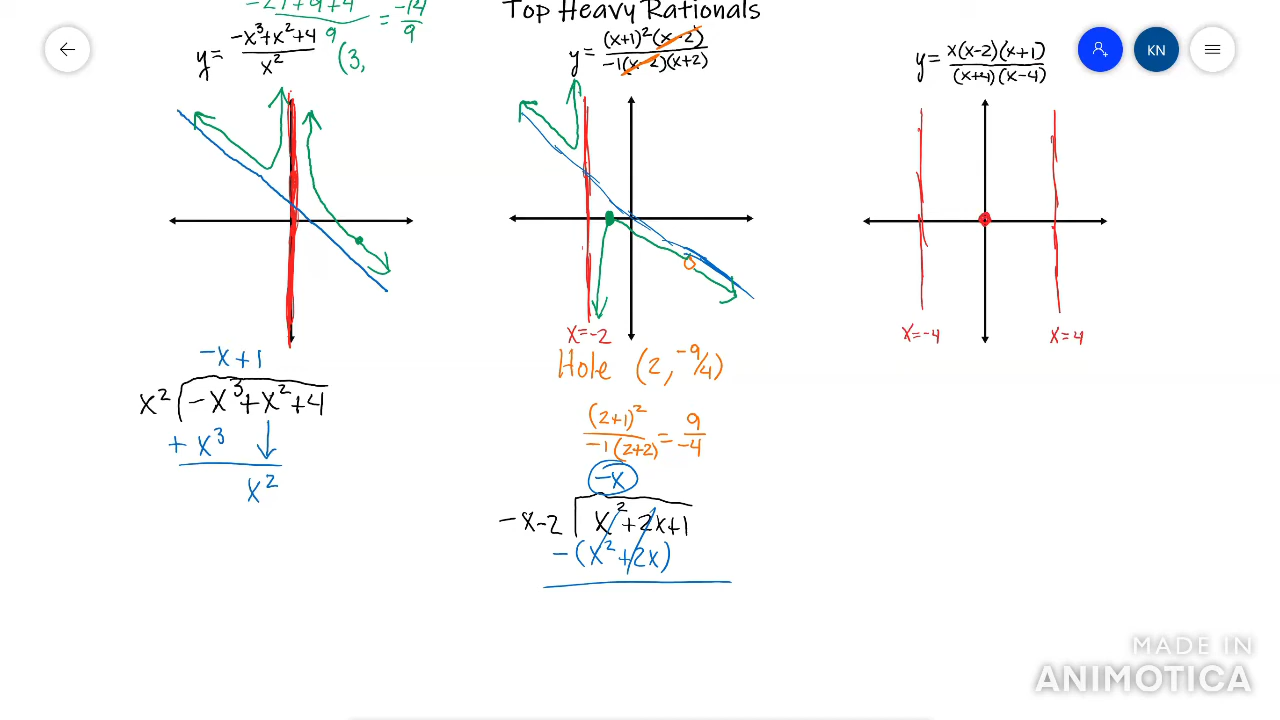 Top Heavy Rationals
-27+9+4 / 9 = -14/9
y = -x³+x²+4 / x²
(3,
-x+1
x² ⟌ -x³+x²+4
+x³
x²
y = (x+1)²(x-2) / -1(x-2)(x+2)
x=-2
Hole (2, -9/4)
(2+1)² / -1(2+2) = 9/-4
-x
-x-2 ⟌ x²+2x+1
-(x²+2x)
y = x(x-2)(x+1) / (x+4)(x-4)
x=-4
x=4
KN
MADE IN
ANIMOTICA